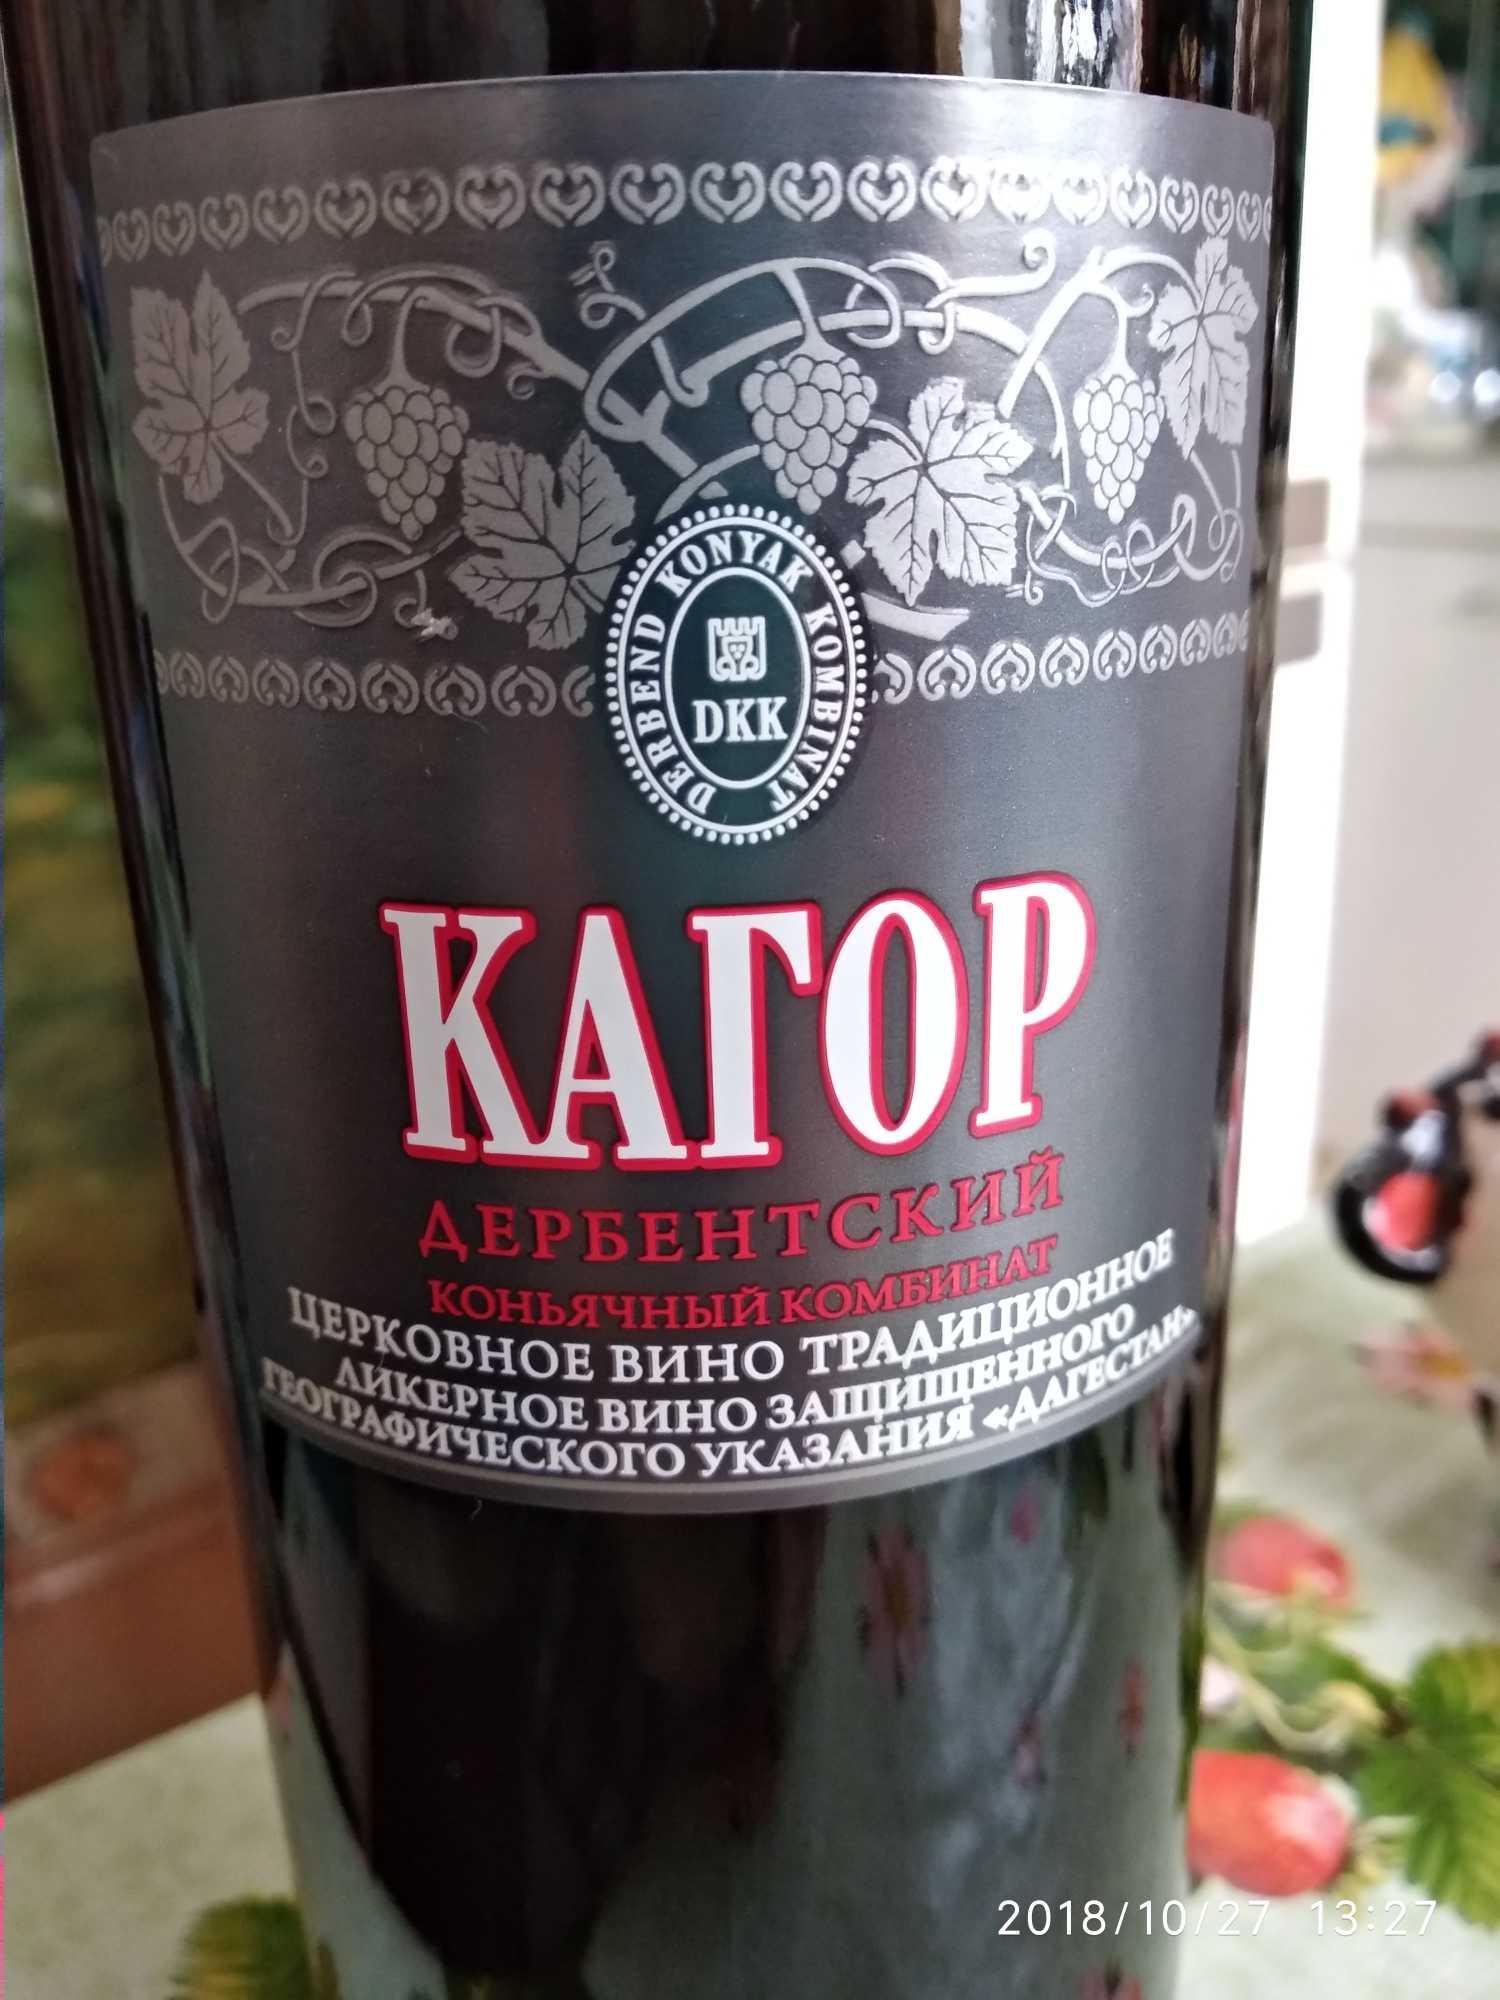 DERBEND KONYAK KOMBINAT
DKK
КАГОР
ДЕРБЕНТСКИЙ
КОНЬЯЧНЫЙ КОМБИНАТ
ЦЕРКОВНОЕ ВИНО ТРАДИЦИОННОЕ
ЛИКЕРНОЕ ВИНО ЗАЩИЩЕННОГО
ГЕОГРАФИЧЕСКОГО УКАЗАНИЯ «ДАГЕСТАН»
2018/10/27 13:27